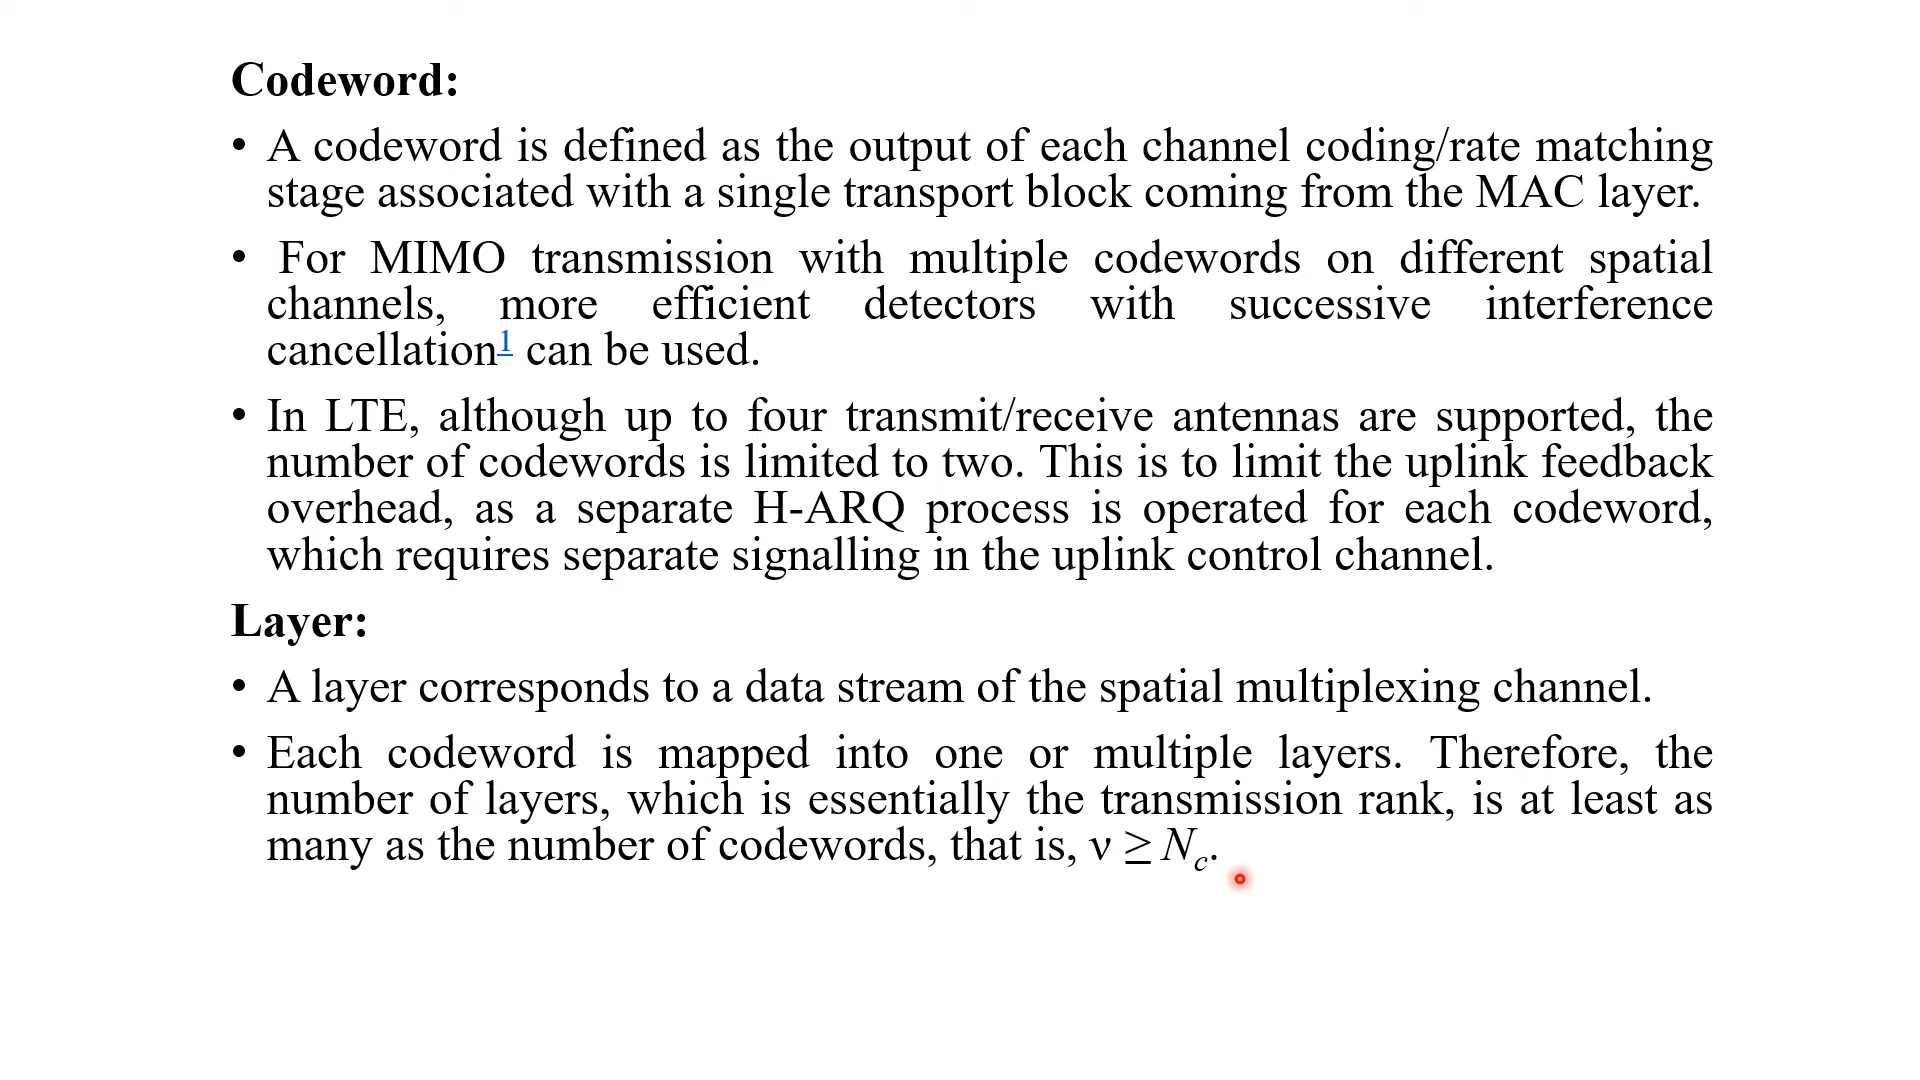 Codeword:
• A codeword is defined as the output of each channel coding/rate matching
stage associated with a single transport block coming from the MAC layer.
• For MIMO transmission with multiple codewords on different spatial
channels, more efficient detectors with successive interference
cancellation1 can be used.
• In LTE, although up to four transmit/receive antennas are supported, the
number of codewords is limited to two. This is to limit the uplink feedback
overhead, as a separate H-ARQ process is operated for each codeword,
which requires separate signalling in the uplink control channel.
Layer:
• A layer corresponds to a data stream of the spatial multiplexing channel.
• Each codeword is mapped into one or multiple layers. Therefore, the
number of layers, which is essentially the transmission rank, is at least as
many as the number of codewords, that is, ν ≥ Nc.